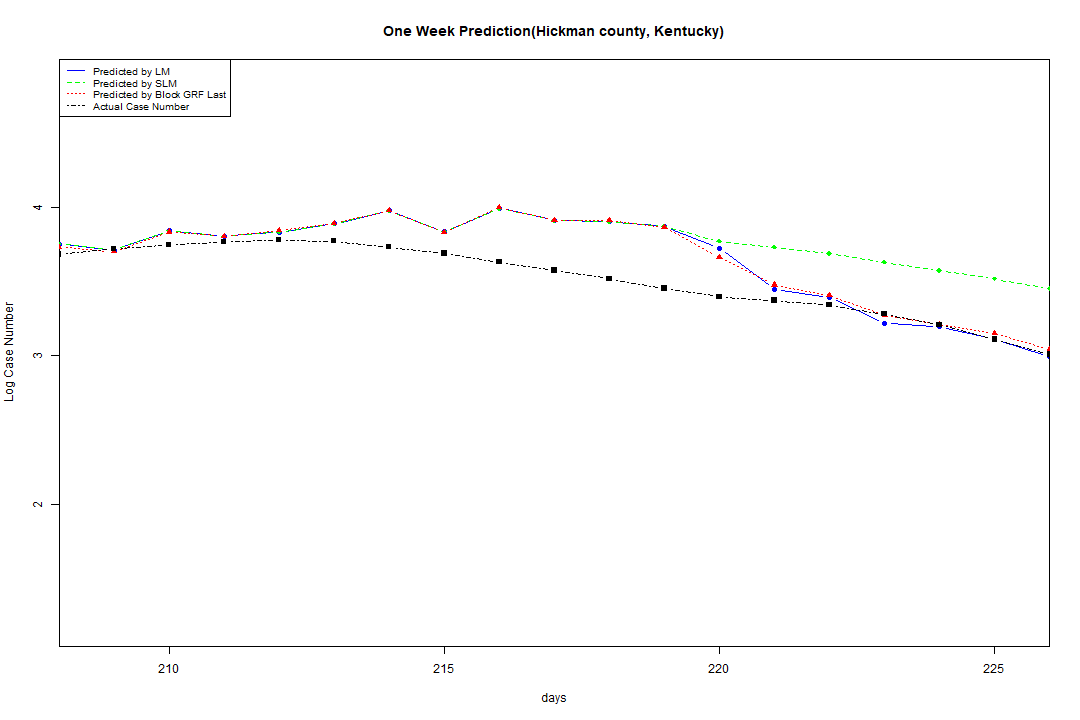 One Week Prediction(Hickman county, Kentucky)
Predicted by LM
Predicted by SLM
Predicted by Block GRF Last
Actual Case Number
4
3
2
Log Case Number
210 215 220 225
days